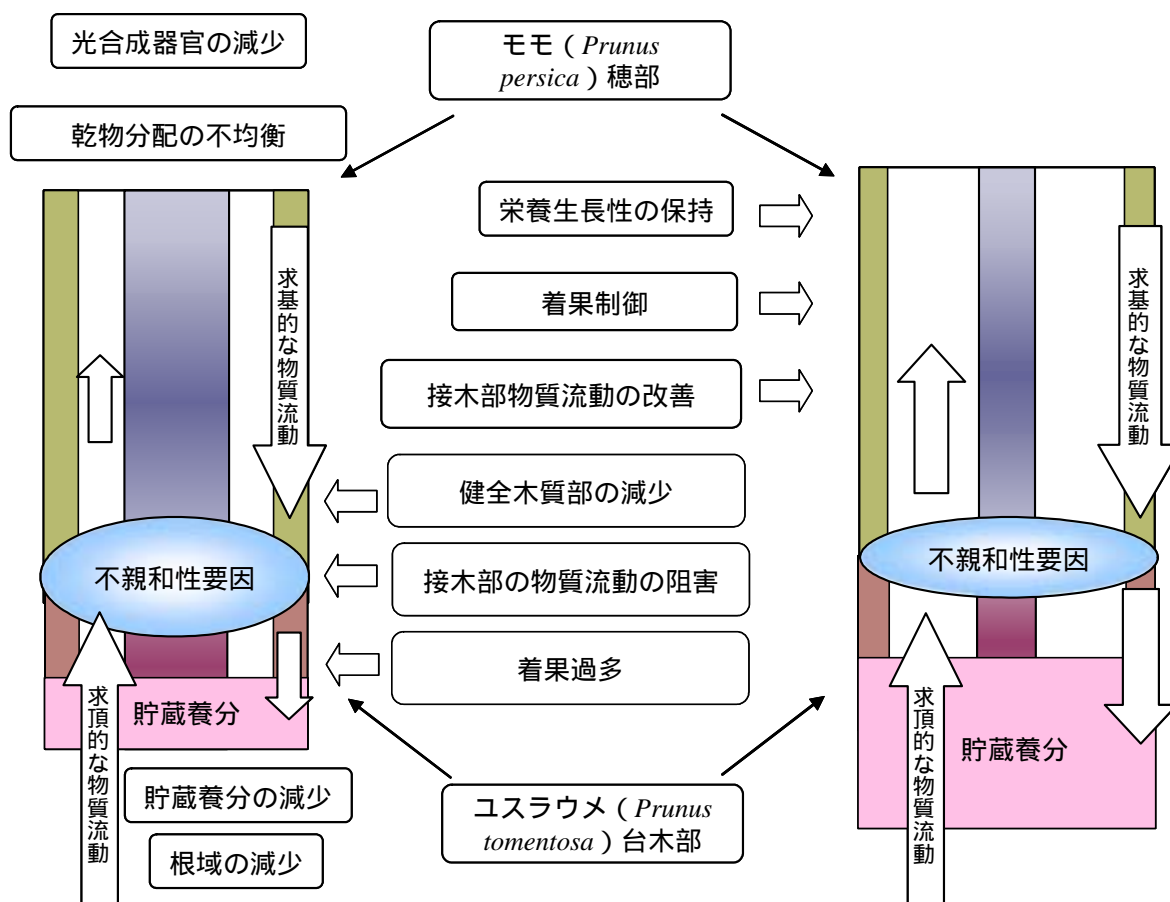 光合成器官の減少
乾物分配の不均衡
モモ（Prunus
persica）穂部
求基的な物質流動
栄養生長性の保持
着果制御
接木部物質流動の改善
求基的な物質流動
健全木質部の減少
接木部の物質流動の阻害
着果過多
不親和性要因
不親和性要因
貯蔵養分
求頂的な物質流動
貯蔵養分の減少
根域の減少
ユスラウメ（Prunus
tomentosa）台木部
貯蔵養分
求頂的な物質流動